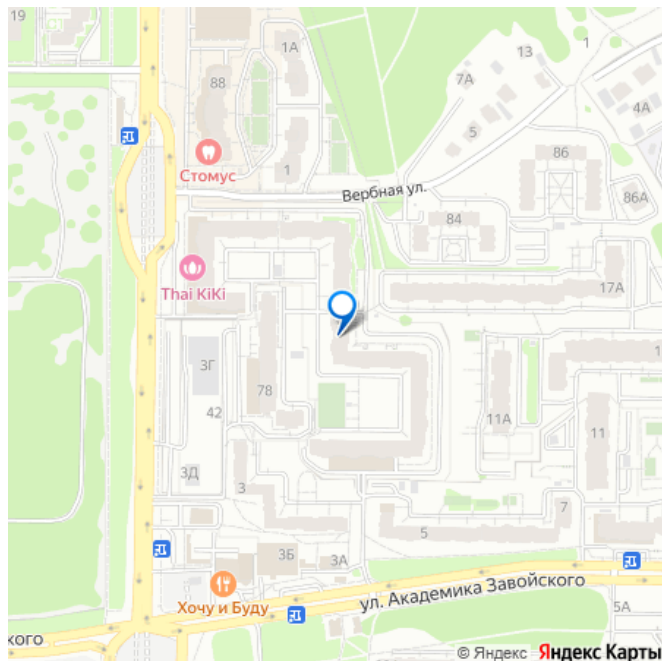 19
1А
88
1
13
7А
4А
5
Стомус
1
86
Вербная ул.
84
86А
Thai KiKi
17А
3Г
78
42
11А
1
11
3Д
3
7
5
3Б
3А
Хочу и Буду
ул. Академика Завойского
5А
ского
© Яндекс Яндекс Карты